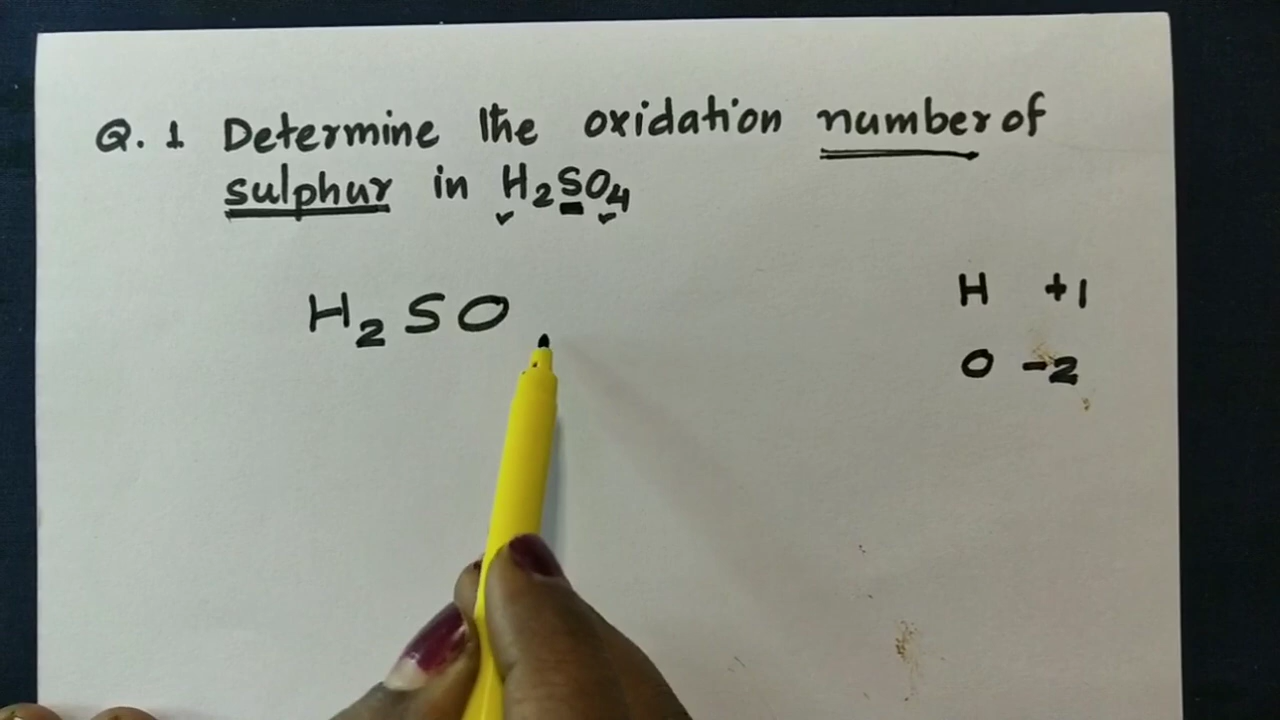 Q. 1 Determine the oxidation number of
sulphur in H₂SO₄
H₂SO
H +1
O -2